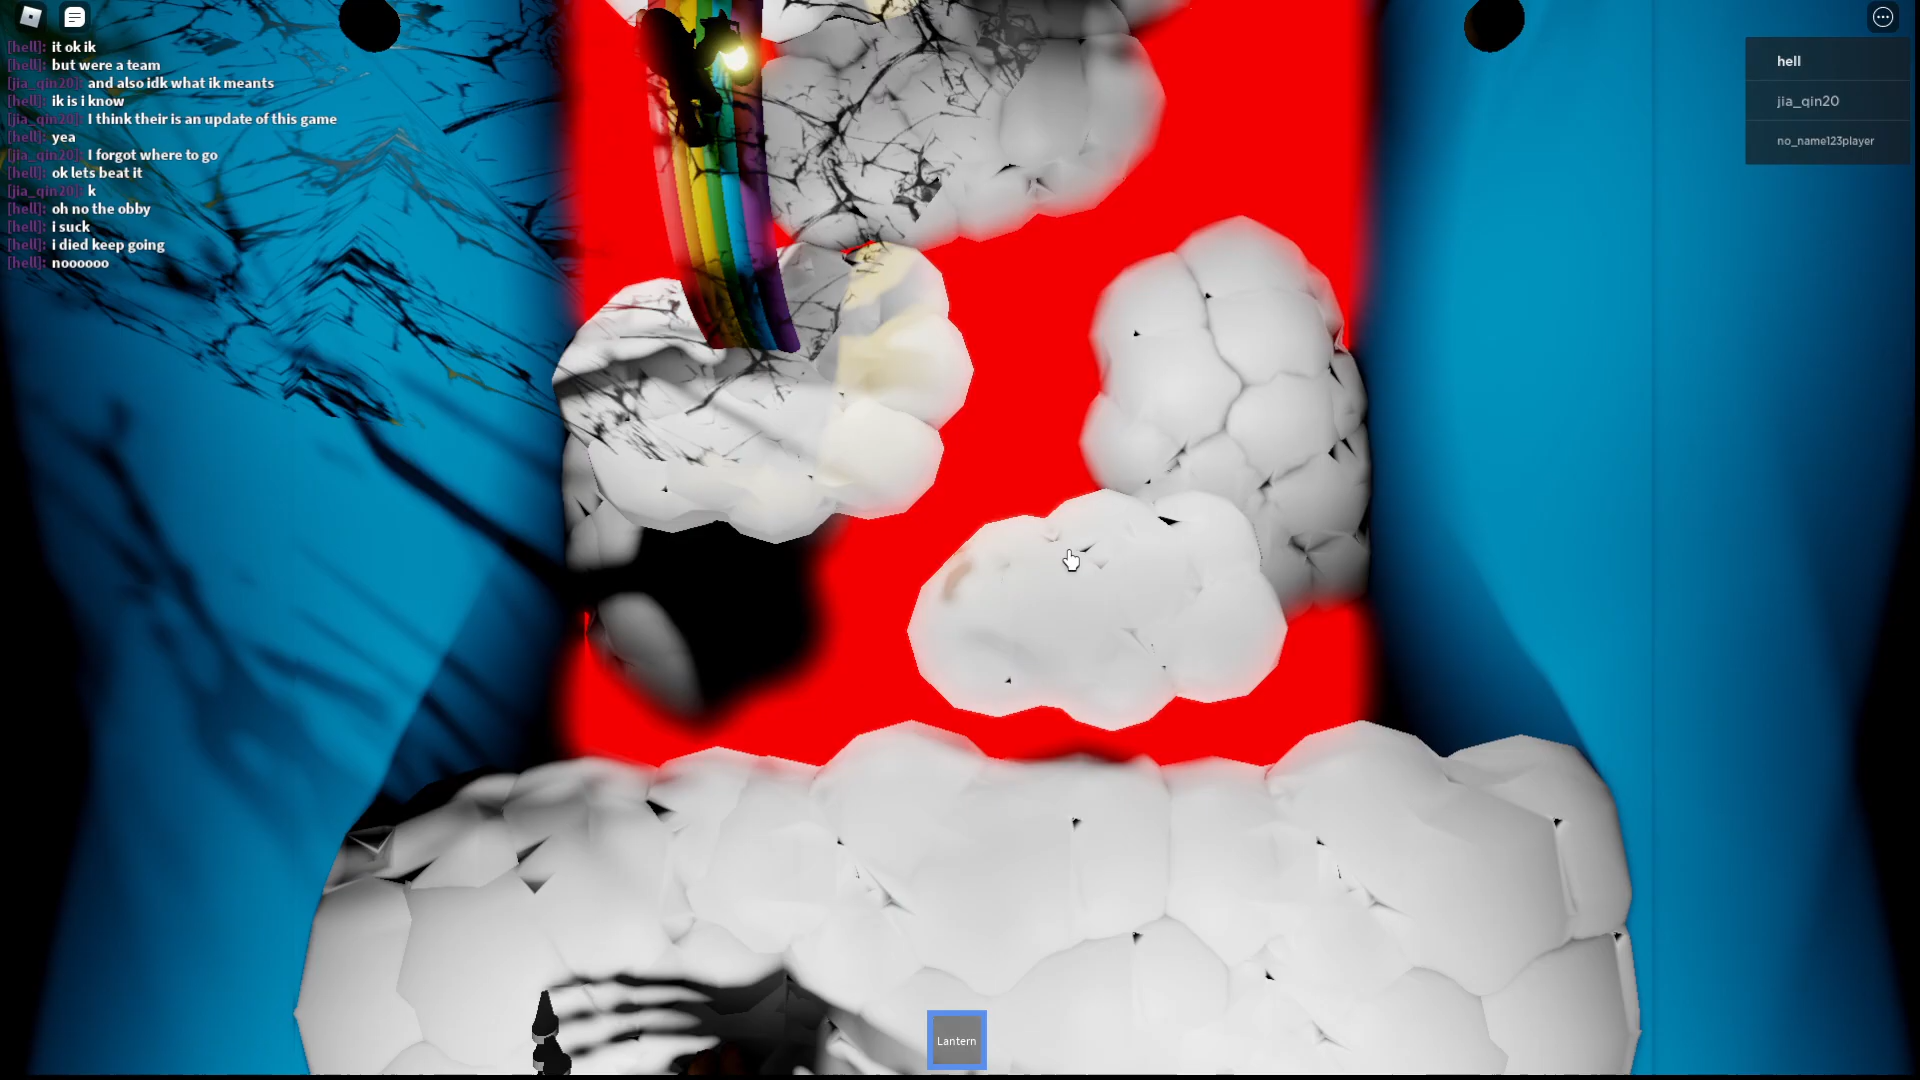 [hell]: it ok ik
[hell]: but were a team
[jia_qin20]: and also idk what ik meants
[hell]: ik is i know
[jia_qin20]: I think their is an update of this game
[hell]: yea
[jia_qin20]: I forgot where to go
[hell]: ok lets beat it
[jia_qin20]: k
[hell]: oh no the obby
[hell]: i suck
[hell]: i died keep going
[hell]: noooooo
hell
jia_qin20
no_name123player
Lantern